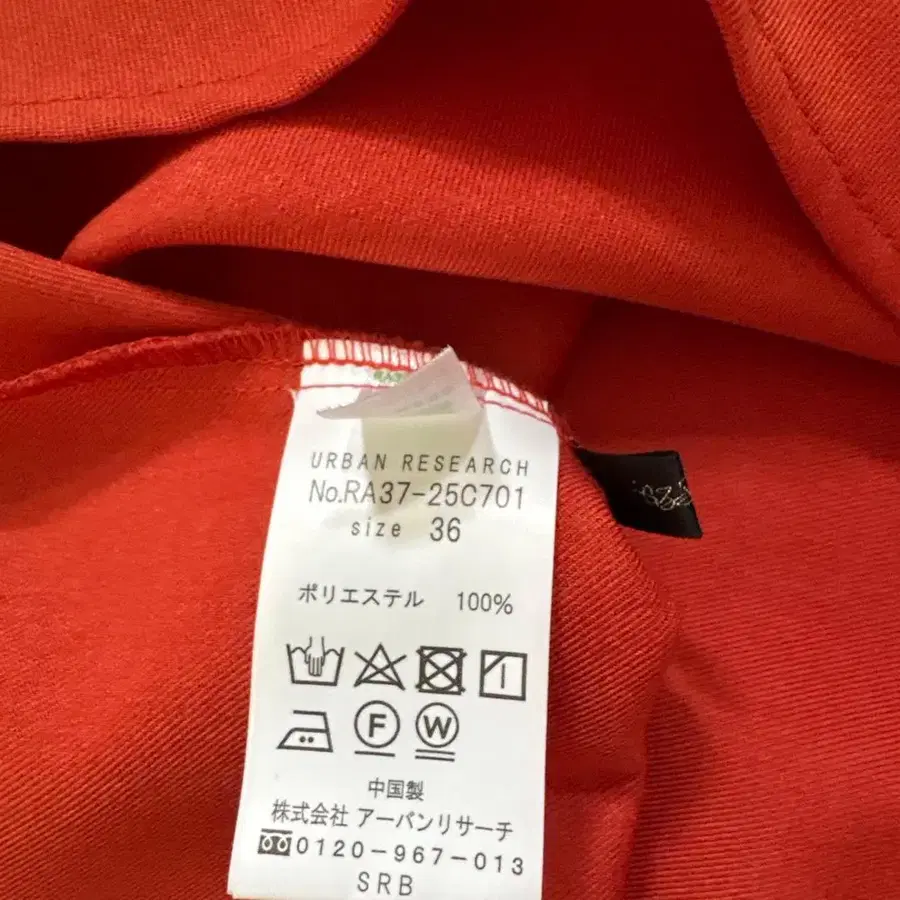 URBAN RESEARCH
No.RA37-25C701
size 36
ポリエステル 100%
F W
中国製
株式会社 アーバンリサーチ
0120-967-013
SRB